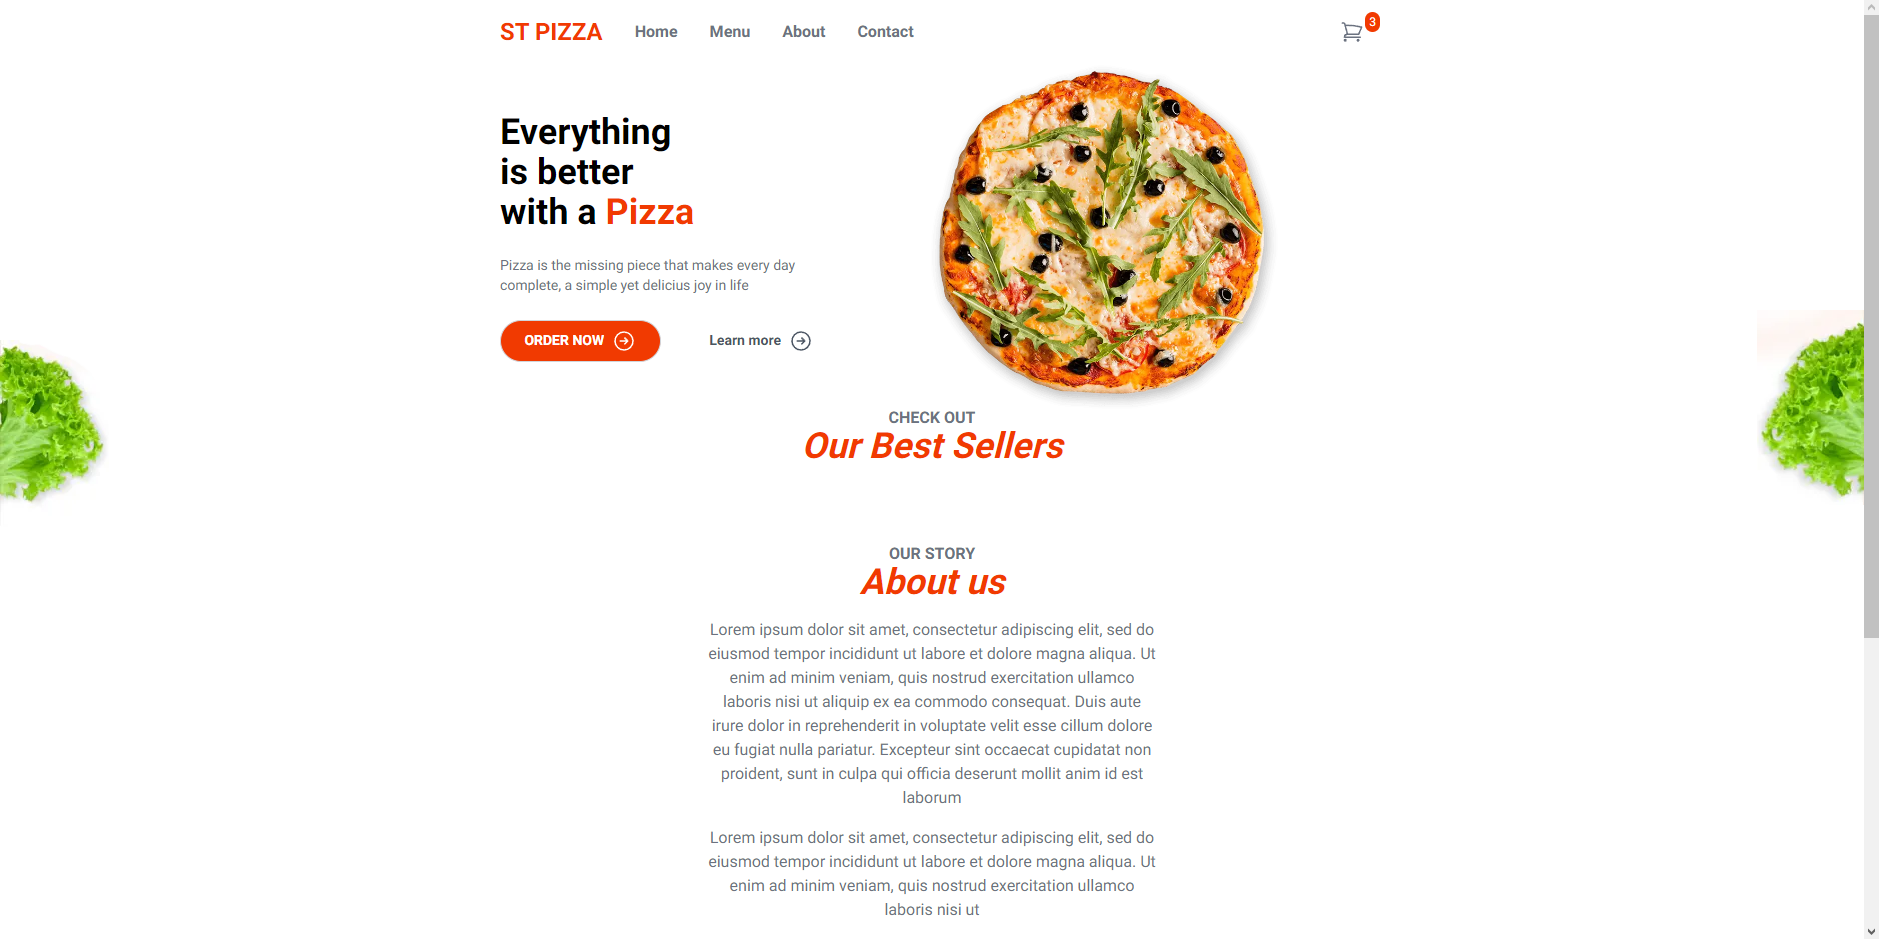 ST PIZZA Home Menu About Contact 3
Everything
is better
with a Pizza
Pizza is the missing piece that makes every day
complete, a simple yet delicius joy in life
ORDER NOW Learn more
CHECK OUT
Our Best Sellers
OUR STORY
About us
Lorem ipsum dolor sit amet, consectetur adipiscing elit, sed do
eiusmod tempor incididunt ut labore et dolore magna aliqua. Ut
enim ad minim veniam, quis nostrud exercitation ullamco
laboris nisi ut aliquip ex ea commodo consequat. Duis aute
irure dolor in reprehenderit in voluptate velit esse cillum dolore
eu fugiat nulla pariatur. Excepteur sint occaecat cupidatat non
proident, sunt in culpa qui officia deserunt mollit anim id est
laborum
Lorem ipsum dolor sit amet, consectetur adipiscing elit, sed do
eiusmod tempor incididunt ut labore et dolore magna aliqua. Ut
enim ad minim veniam, quis nostrud exercitation ullamco
laboris nisi ut